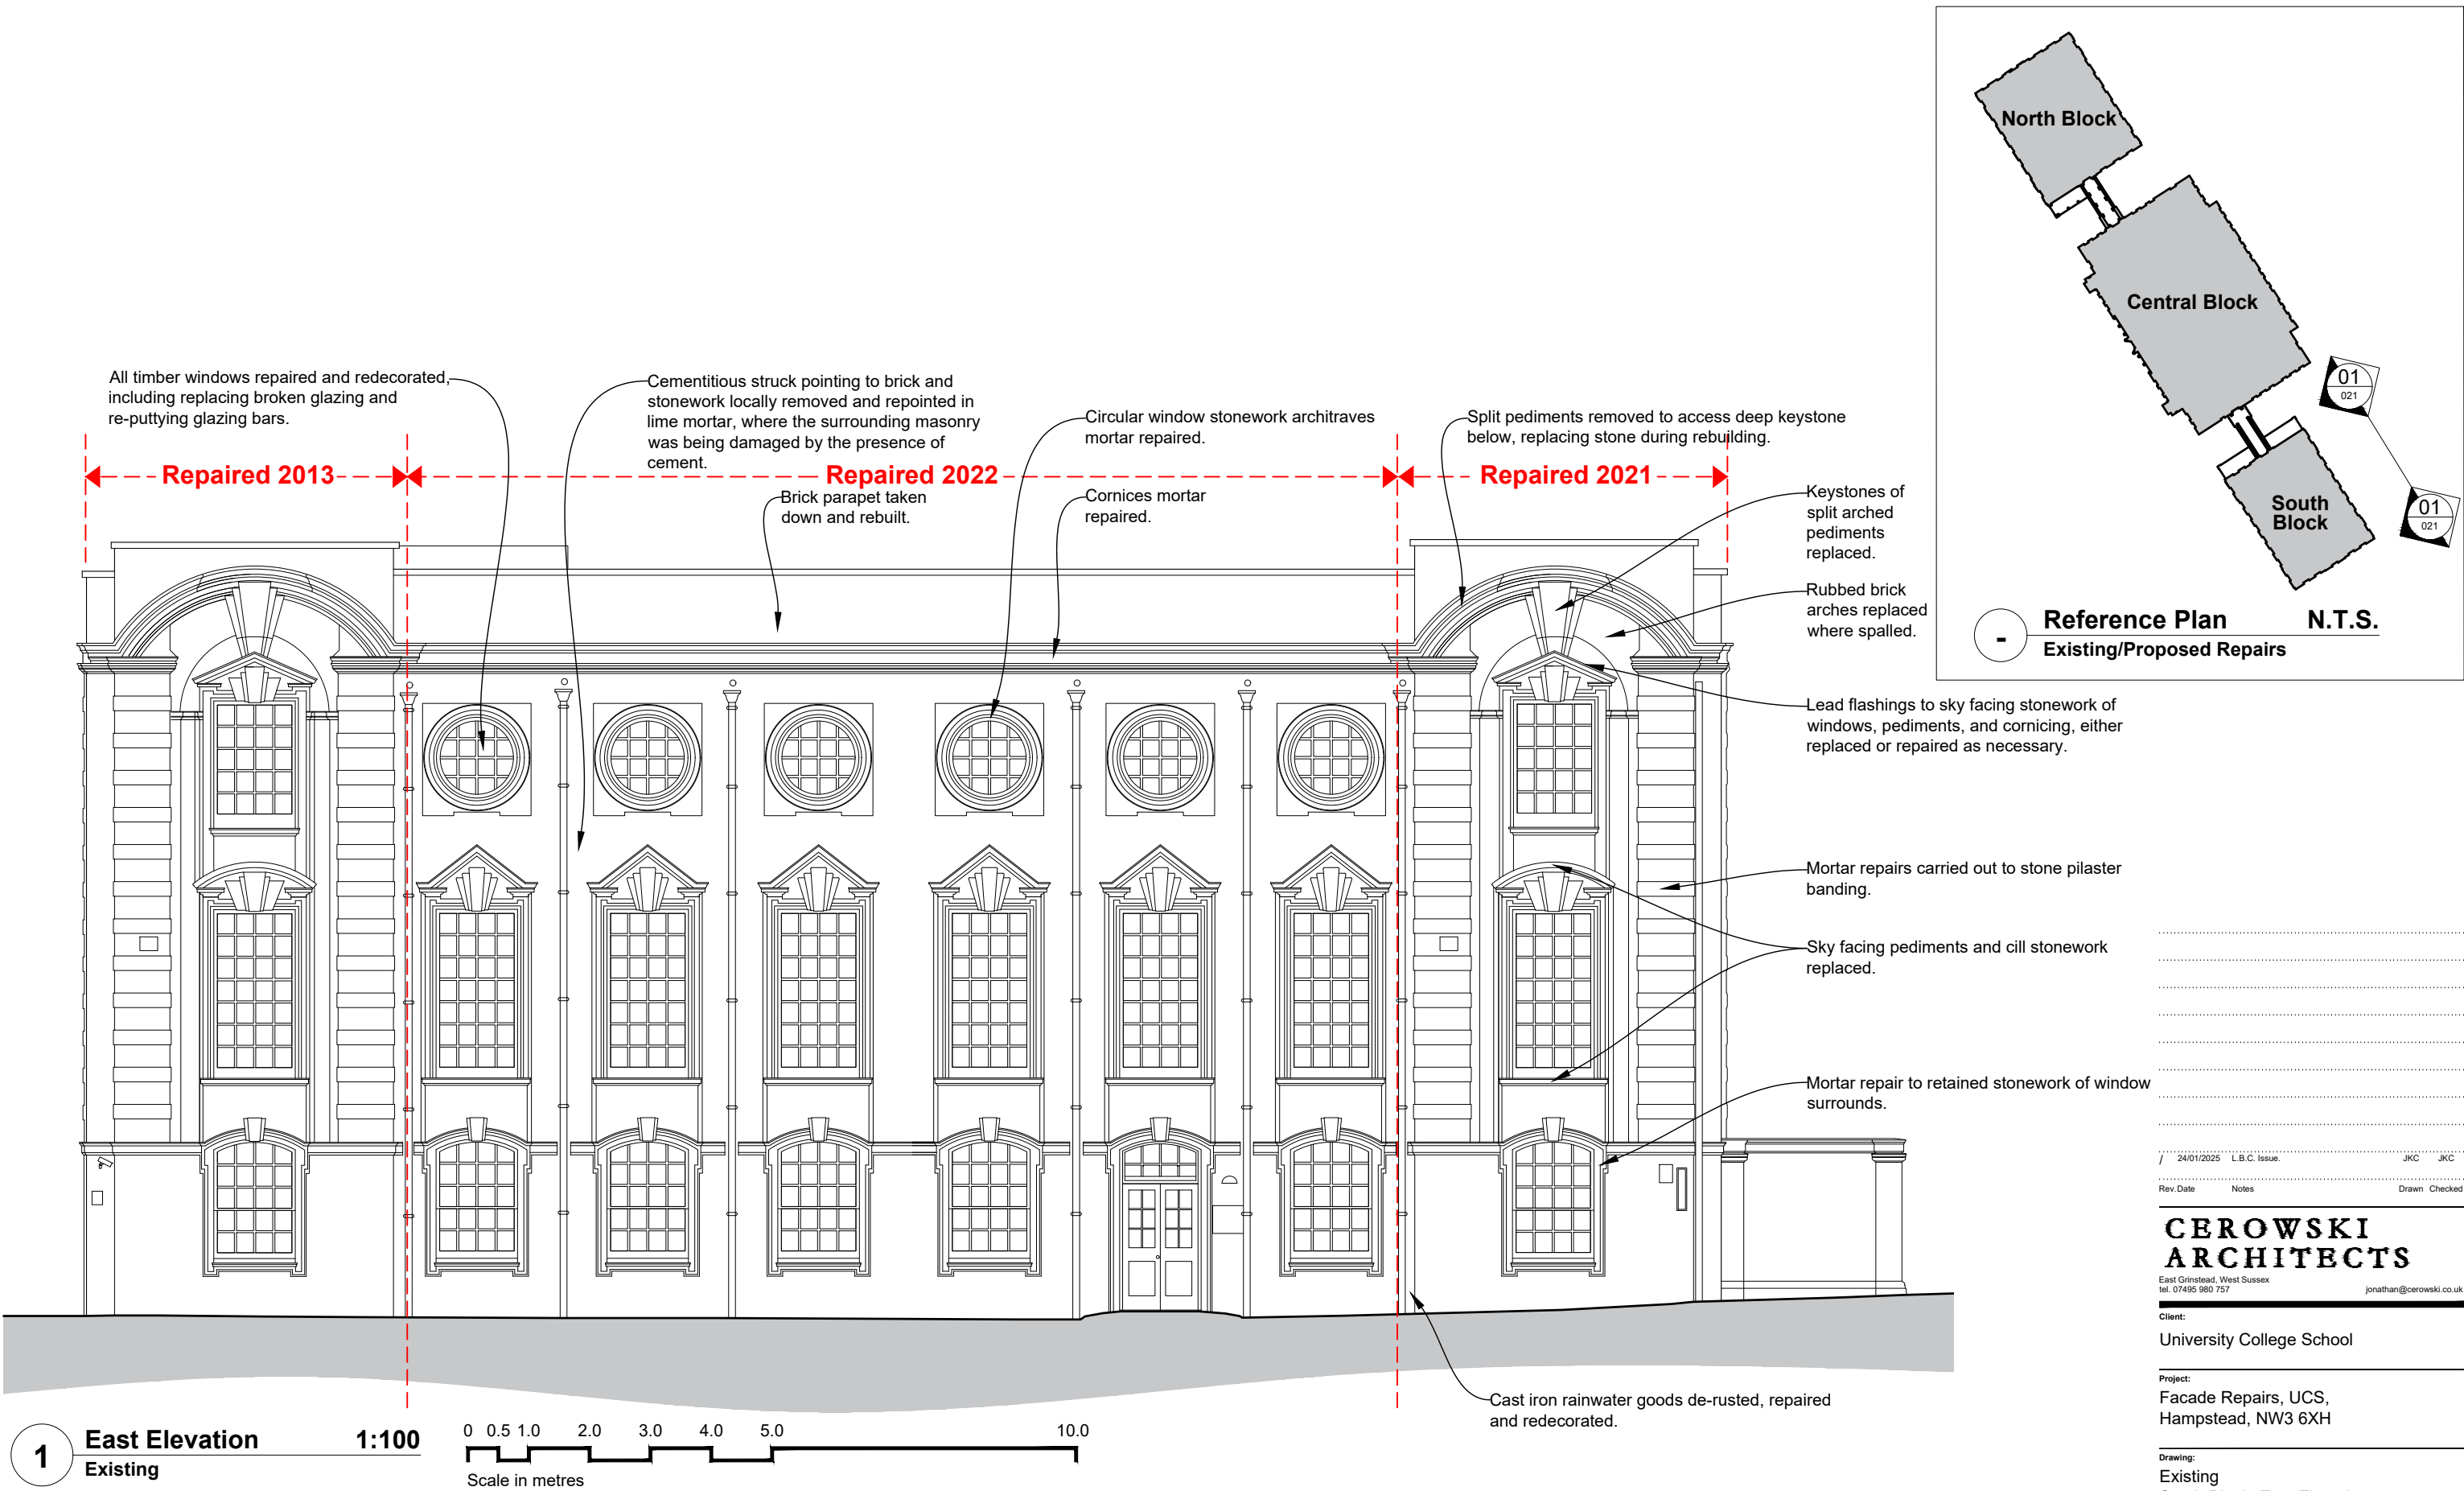 North Block
Central Block
South
Block
01
021
01
021
-
Reference Plan N.T.S.
Existing/Proposed Repairs
All timber windows repaired and redecorated,
including replacing broken glazing and
re-puttying glazing bars.
Cementitious struck pointing to brick and
stonework locally removed and repointed in
lime mortar, where the surrounding masonry
was being damaged by the presence of
cement.
Circular window stonework architraves
mortar repaired.
Split pediments removed to access deep keystone
below, replacing stone during rebuilding.
Repaired 2013
Repaired 2022
Repaired 2021
Brick parapet taken
down and rebuilt.
Cornices mortar
repaired.
Keystones of
split arched
pediments
replaced.
Rubbed brick
arches replaced
where spalled.
Lead flashings to sky facing stonework of
windows, pediments, and cornicing, either
replaced or repaired as necessary.
Mortar repairs carried out to stone pilaster
banding.
Sky facing pediments and cill stonework
replaced.
Mortar repair to retained stonework of window
surrounds.
Cast iron rainwater goods de-rusted, repaired
and redecorated.
1
East Elevation 1:100
Existing
0 0.5 1.0 2.0 3.0 4.0 5.0 10.0
Scale in metres
/ 24/01/2025 L.B.C. Issue. JKC JKC
Rev. Date Notes Drawn Checked
CEROWSKI
ARCHITECTS
East Grinstead, West Sussex
tel. 07495 980 757 jonathan@cerowski.co.uk
Client:
University College School
Project:
Facade Repairs, UCS,
Hampstead, NW3 6XH
Drawing:
Existing